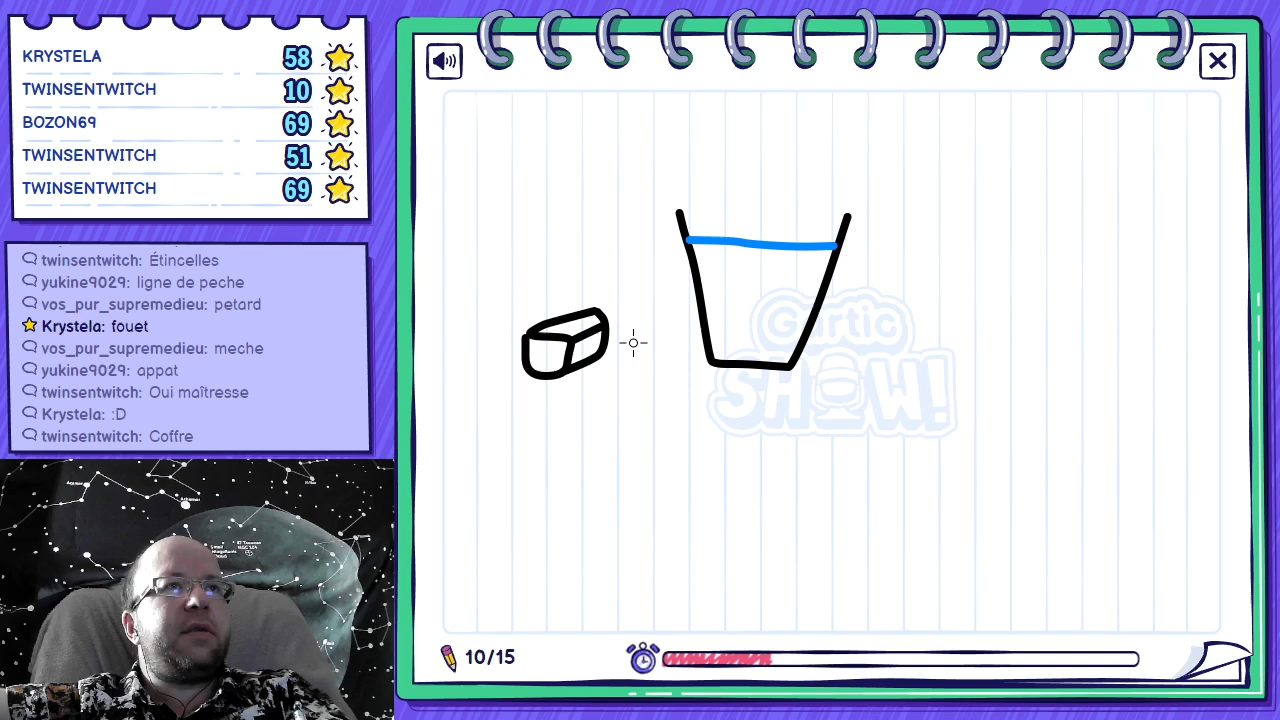 KRYSTELA 58
TWINSENTWITCH 10
BOZON69 69
TWINSENTWITCH 51
TWINSENTWITCH 69
twinsentwitch: Étincelles
yukine9029: ligne de peche
vos_pur_supremedieu: petard
Krystela: fouet
vos_pur_supremedieu: meche
yukine9029: appat
twinsentwitch: Oui maîtresse
Krystela: :D
twinsentwitch: Coffre
Gartic
SHOW!
10/15